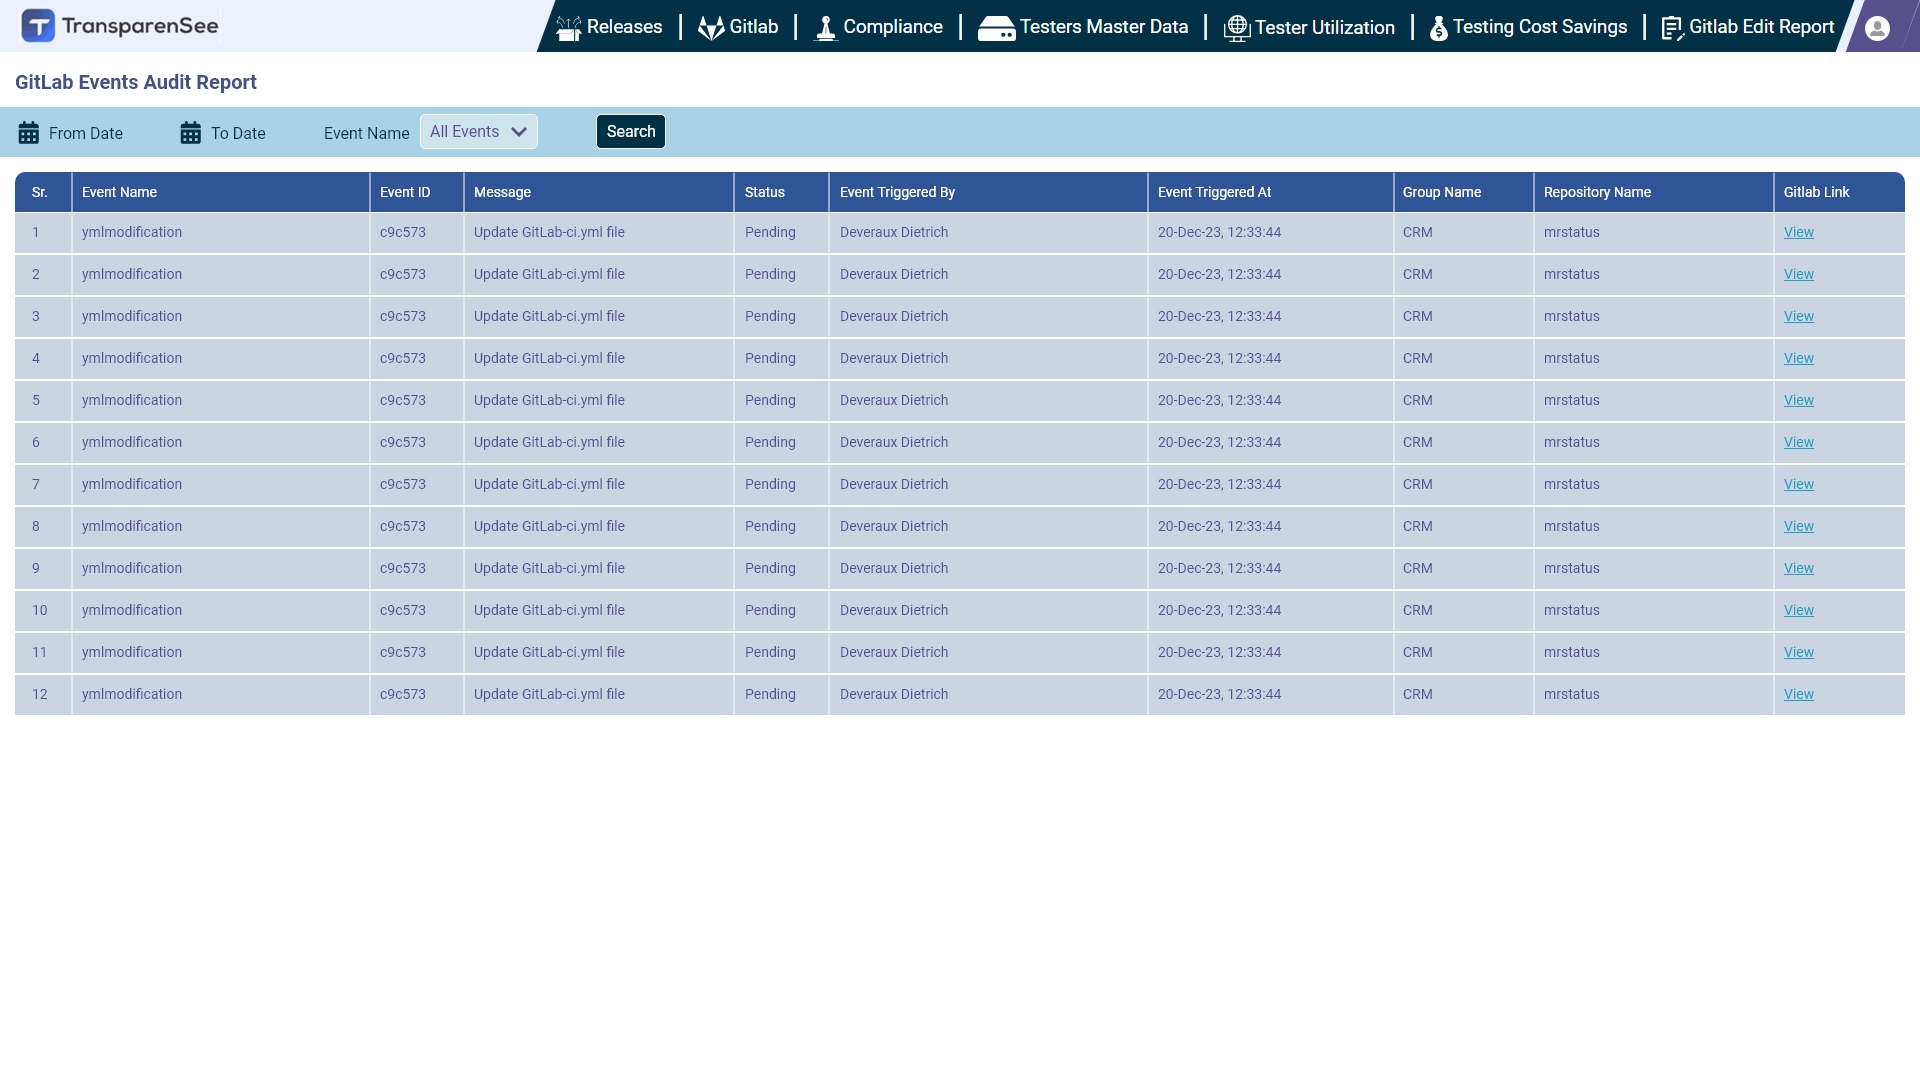 TransparenSee Releases | Gitlab | Compliance | Testers Master Data | Tester Utilization | Testing Cost Savings | Gitlab Edit Report
GitLab Events Audit Report
From Date To Date Event Name All Events Search
Sr. Event Name Event ID Message Status Event Triggered By Event Triggered At Group Name Repository Name Gitlab Link
1 ymlmodification c9c573 Update GitLab-ci.yml file Pending Deveraux Dietrich 20-Dec-23, 12:33:44 CRM mrstatus View
2 ymlmodification c9c573 Update GitLab-ci.yml file Pending Deveraux Dietrich 20-Dec-23, 12:33:44 CRM mrstatus View
3 ymlmodification c9c573 Update GitLab-ci.yml file Pending Deveraux Dietrich 20-Dec-23, 12:33:44 CRM mrstatus View
4 ymlmodification c9c573 Update GitLab-ci.yml file Pending Deveraux Dietrich 20-Dec-23, 12:33:44 CRM mrstatus View
5 ymlmodification c9c573 Update GitLab-ci.yml file Pending Deveraux Dietrich 20-Dec-23, 12:33:44 CRM mrstatus View
6 ymlmodification c9c573 Update GitLab-ci.yml file Pending Deveraux Dietrich 20-Dec-23, 12:33:44 CRM mrstatus View
7 ymlmodification c9c573 Update GitLab-ci.yml file Pending Deveraux Dietrich 20-Dec-23, 12:33:44 CRM mrstatus View
8 ymlmodification c9c573 Update GitLab-ci.yml file Pending Deveraux Dietrich 20-Dec-23, 12:33:44 CRM mrstatus View
9 ymlmodification c9c573 Update GitLab-ci.yml file Pending Deveraux Dietrich 20-Dec-23, 12:33:44 CRM mrstatus View
10 ymlmodification c9c573 Update GitLab-ci.yml file Pending Deveraux Dietrich 20-Dec-23, 12:33:44 CRM mrstatus View
11 ymlmodification c9c573 Update GitLab-ci.yml file Pending Deveraux Dietrich 20-Dec-23, 12:33:44 CRM mrstatus View
12 ymlmodification c9c573 Update GitLab-ci.yml file Pending Deveraux Dietrich 20-Dec-23, 12:33:44 CRM mrstatus View